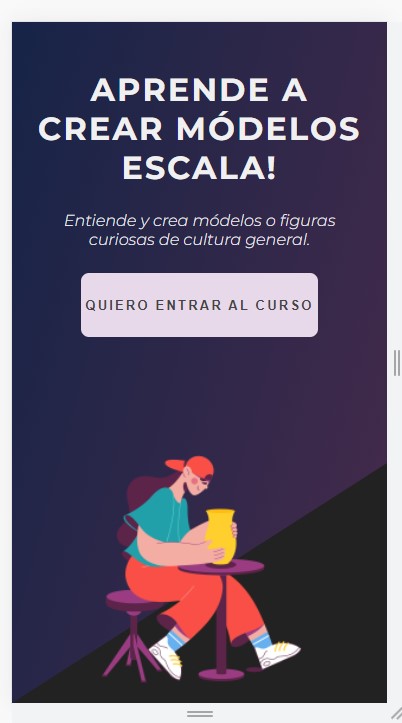 APRENDE A
CREAR MÓDELOS
ESCALA!
Entiende y crea módelos o figuras
curiosas de cultura general.
QUIERO ENTRAR AL CURSO